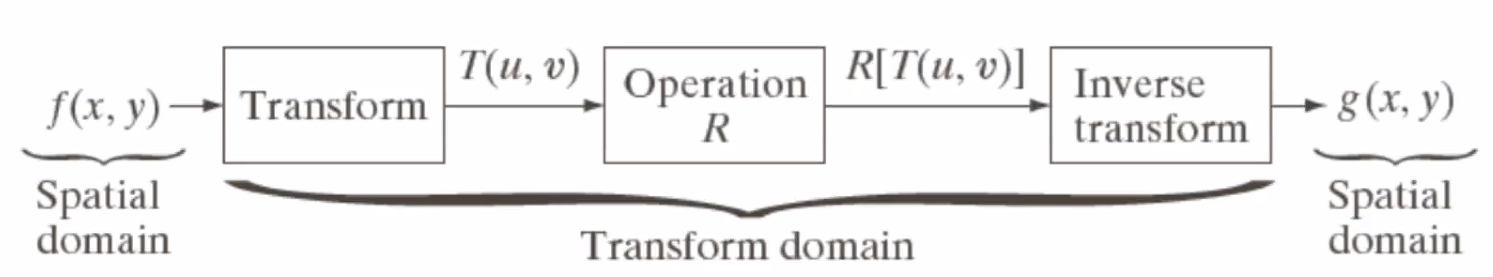 f(x, y)
Transform
T(u, v)
Operation
R
R[T(u, v)]
Inverse
transform
g(x, y)
Spatial
domain
Transform domain
Spatial
domain